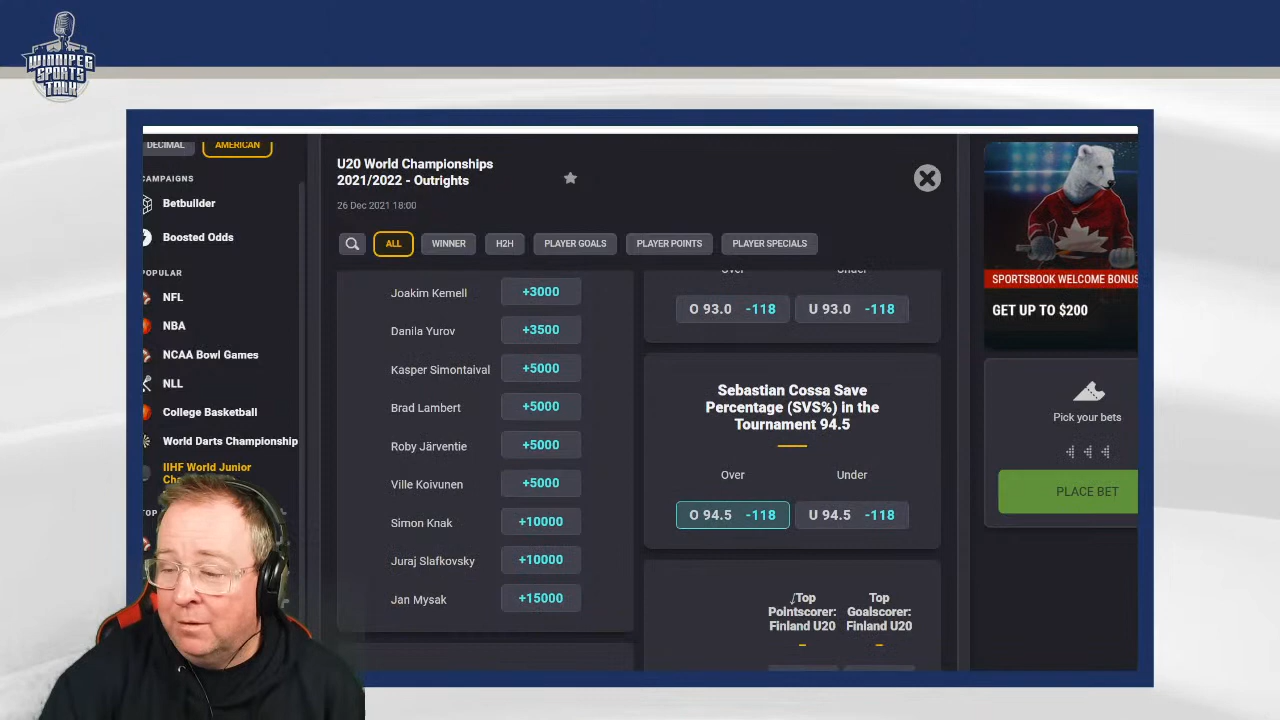 WINNIPEG
SPORTS
TALK
DECIMAL
AMERICAN
CAMPAIGNS
Betbuilder
Boosted Odds
POPULAR
NFL
NBA
NCAA Bowl Games
NLL
College Basketball
World Darts Championship
IIHF World Junior
U20 World Championships
2021/2022 - Outrights
26 Dec 2021 18:00
ALL
WINNER
H2H
PLAYER GOALS
PLAYER POINTS
PLAYER SPECIALS
Joakim Kemell +3000
Danila Yurov +3500
Kasper Simontaival +5000
Brad Lambert +5000
Roby Järventie +5000
Ville Koivunen +5000
Simon Knak +10000
Juraj Slafkovsky +10000
Jan Mysak +15000
Over Under
O 93.0 -118 U 93.0 -118
Sebastian Cossa Save
Percentage (SVS%) in the
Tournament 94.5
Over Under
O 94.5 -118 U 94.5 -118
Top
Pointscorer:
Finland U20
Top
Goalscorer:
Finland U20
SPORTSBOOK WELCOME BONUS
GET UP TO $200
Pick your bets
PLACE BET